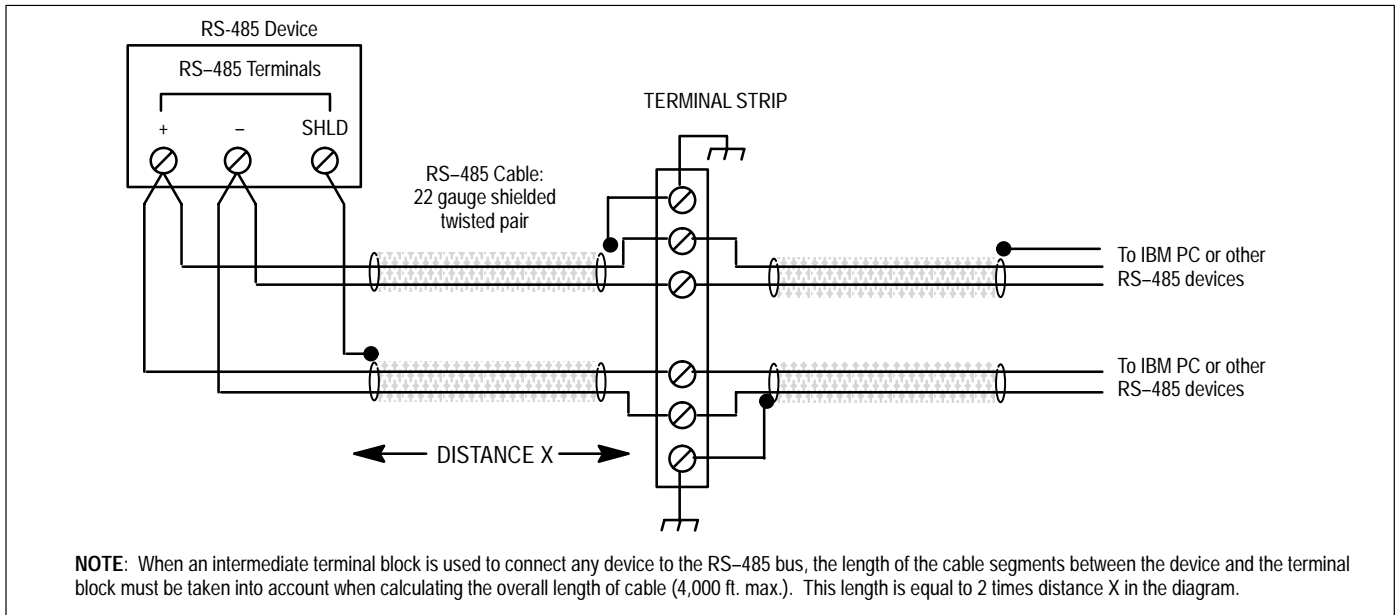 RS-485 Device
RS–485 Terminals
+ – SHLD
TERMINAL STRIP
RS–485 Cable:
22 gauge shielded
twisted pair
To IBM PC or other
RS–485 devices
To IBM PC or other
RS–485 devices
DISTANCE X
NOTE: When an intermediate terminal block is used to connect any device to the RS–485 bus, the length of the cable segments between the device and the terminal
block must be taken into account when calculating the overall length of cable (4,000 ft. max.). This length is equal to 2 times distance X in the diagram.